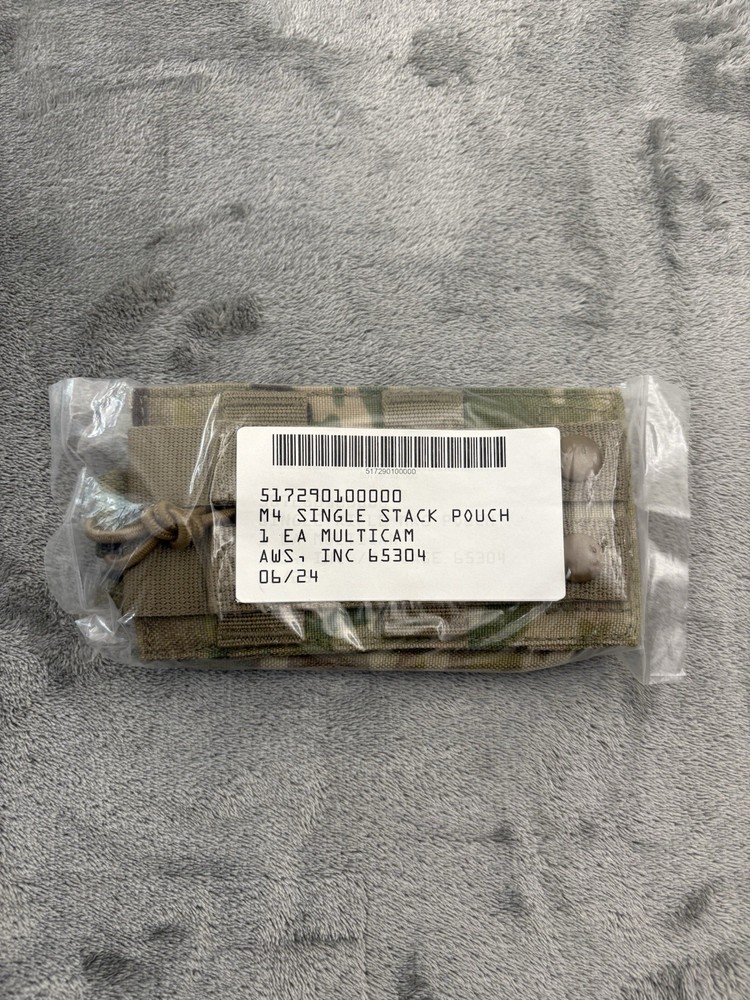 517290100000
517290100000
M4 SINGLE STACK POUCH
1 EA MULTICAM
AWS, INC 65304
06/24